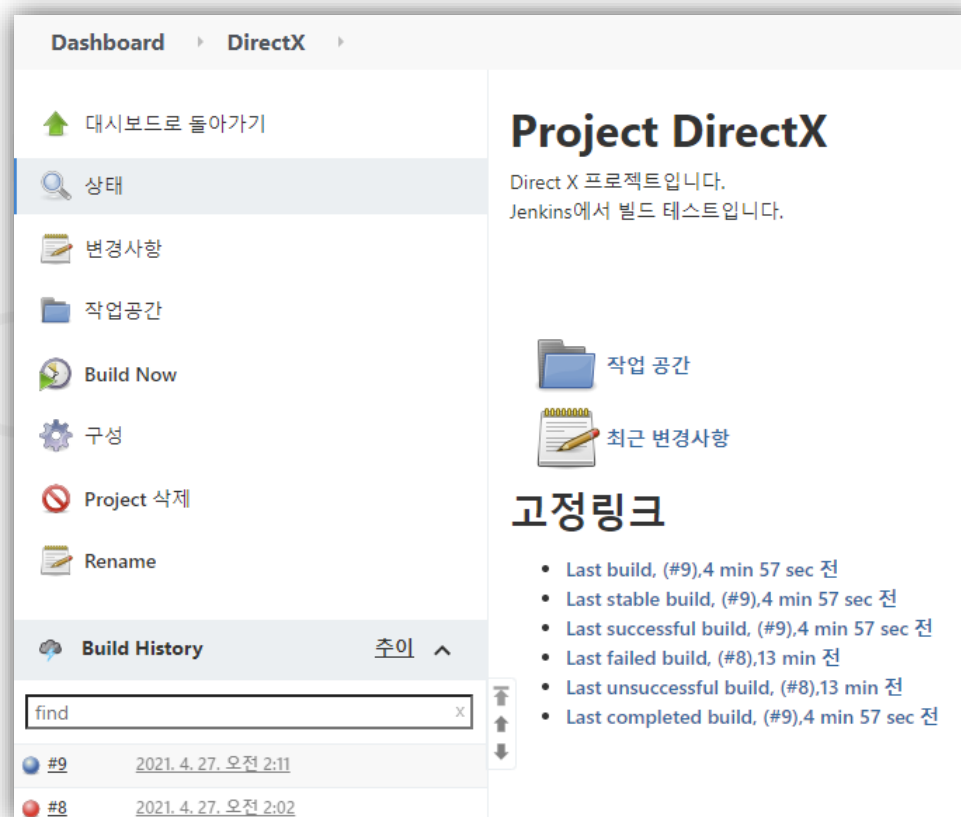 Dashboard
DirectX
대시보드로 돌아가기
상태
변경사항
작업공간
Build Now
구성
Project 삭제
Rename
Build History
추이
find
x
#9
2021. 4. 27. 오전 2:11
#8
2021. 4. 27. 오전 2:02
Project DirectX
Direct X 프로젝트입니다.
Jenkins에서 빌드 테스트입니다.
작업 공간
최근 변경사항
고정링크
Last build, (#9),4 min 57 sec 전
Last stable build, (#9),4 min 57 sec 전
Last successful build, (#9),4 min 57 sec 전
Last failed build, (#8),13 min 전
Last unsuccessful build, (#8),13 min 전
Last completed build, (#9),4 min 57 sec 전